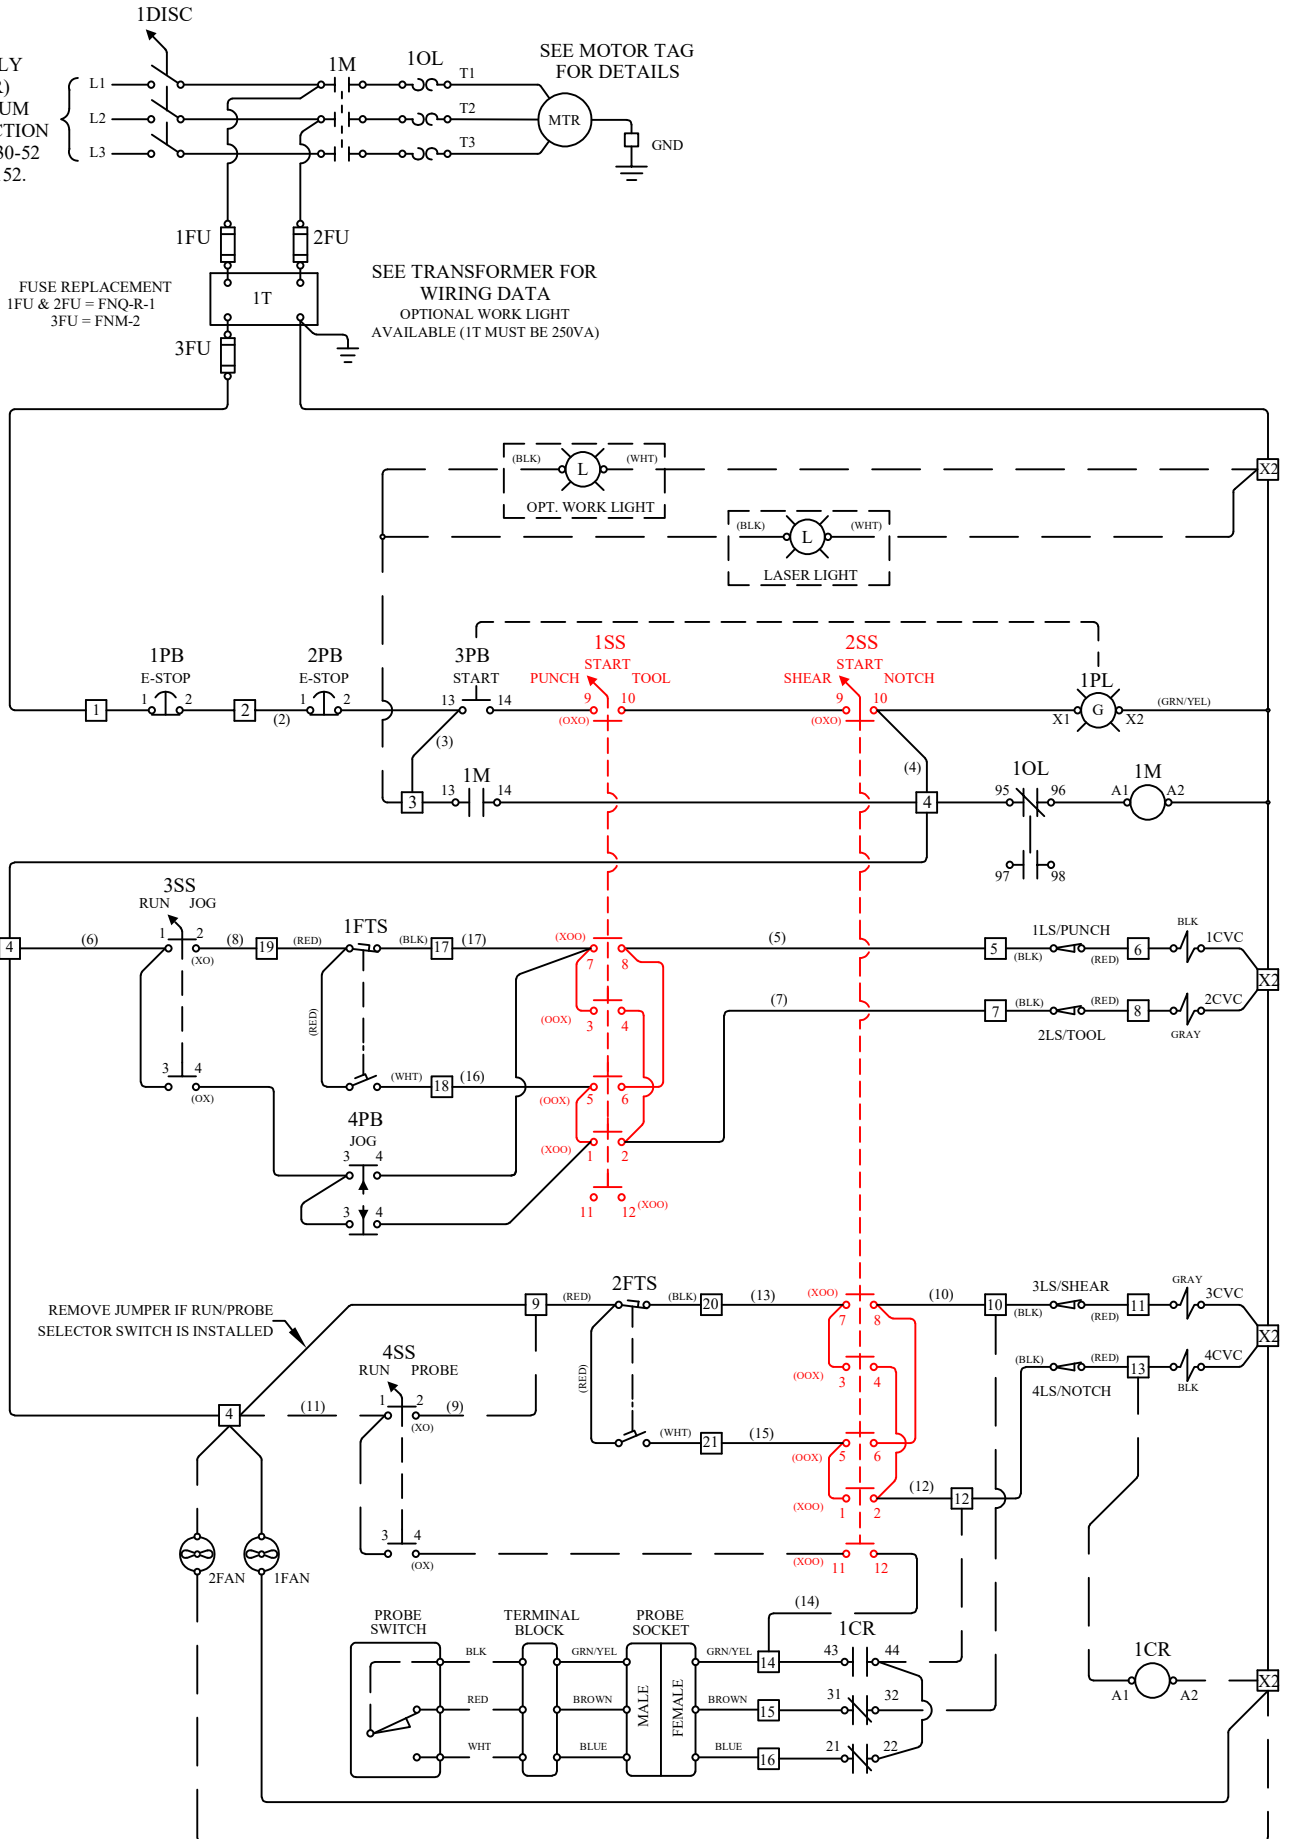 1DISC
LY
R)
UM
CTION
30-52
152.
L1
L2
L3
1M
1OL
T1
T2
T3
SEE MOTOR TAG
FOR DETAILS
MTR
GND
1FU
2FU
FUSE REPLACEMENT
1FU & 2FU = FNQ-R-1
3FU = FNM-2
1T
SEE TRANSFORMER FOR
WIRING DATA
OPTIONAL WORK LIGHT
AVAILABLE (1T MUST BE 250VA)
3FU
(BLK)
L
(WHT)
OPT. WORK LIGHT
X2
(BLK)
L
(WHT)
LASER LIGHT
1PB
E-STOP
1 2
1
2
(2)
2PB
E-STOP
1 2
3PB
START
13 14
(3)
1SS
START
PUNCH TOOL
9 10
(OXO)
2SS
START
SHEAR NOTCH
9 10
(OXO)
1PL
X1 G X2
(GRN/YEL)
(4)
3
1M
13 14
4
1OL
95 96
97 98
1M
A1 A2
3SS
RUN JOG
4
(6)
1 2
(XO)
(8)
19
(RED)
1FTS
(BLK)
17
(17)
(XOO)
7 8
(5)
5
1LS/PUNCH
(BLK) (RED)
6
BLK
1CVC
X2
(OOX)
3 4
(7)
7
(BLK) (RED)
2LS/TOOL
8
2CVC
GRAY
(RED)
3 4
(OX)
(WHT)
18
(16)
(OOX)
5 6
4PB
JOG
3 4
3 4
(XOO)
1 2
11 12
(XOO)
REMOVE JUMPER IF RUN/PROBE
SELECTOR SWITCH IS INSTALLED
9
(RED)
2FTS
(BLK)
20
(13)
(XOO)
7 8
(10)
10
3LS/SHEAR
(BLK) (RED)
11
GRAY
3CVC
X2
4SS
RUN PROBE
(RED)
(OOX)
3 4
(BLK) (RED)
4LS/NOTCH
13
4CVC
BLK
4
(11)
1 2
(XO)
(9)
(WHT)
21
(15)
(OOX)
5 6
(XOO)
1 2
(12)
12
3 4
(OX)
(XOO)
11 12
2FAN
1FAN
(14)
PROBE
SWITCH
TERMINAL
BLOCK
PROBE
SOCKET
1CR
BLK
GRN/YEL
GRN/YEL
14
43 44
RED
BROWN
MALE
FEMALE
BROWN
15
31 32
WHT
BLUE
BLUE
16
21 22
1CR
A1 A2
X2